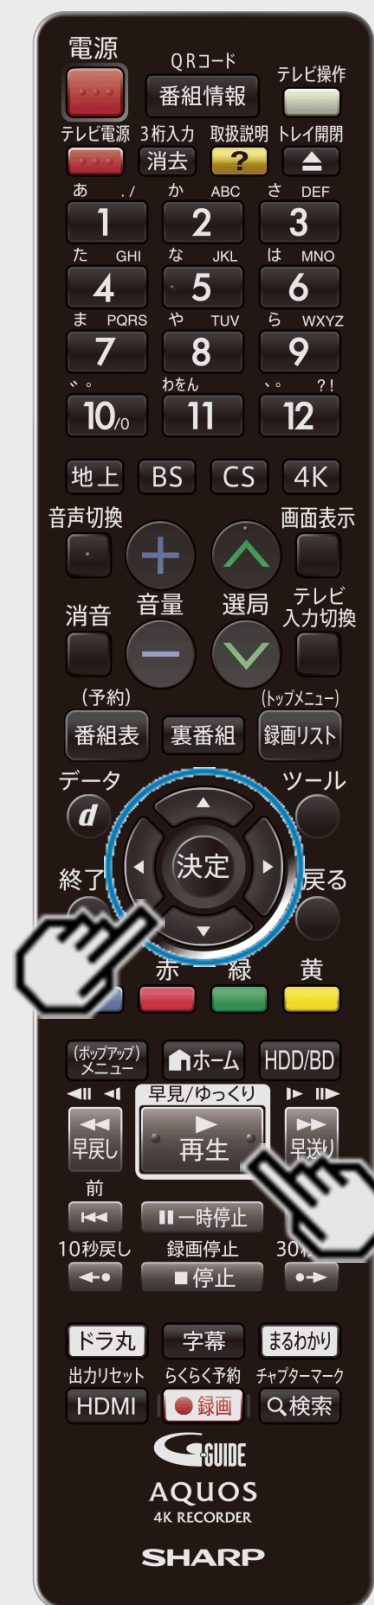 電源
QRコード
テレビ操作
番組情報
テレビ電源 3桁入力 取扱説明 トレイ開閉
消去 ?
あ ./ か ABC さ DEF
1 2 3
た GHI な JKL は MNO
4 5 6
ま PQRS や TUV ら WXYZ
7 8 9
゛゜ わをん 、。 ?!
10/0 11 12
地上 BS CS 4K
音声切換 画面表示
+
消音 音量 選局 テレビ
入力切換
−
(予約) (トップメニュー)
番組表 裏番組 録画リスト
データ ツール
d
決定
終了 戻る
赤 緑 黄
(ポップアップ)
メニュー ホーム HDD/BD
早見/ゆっくり
早戻し 再生 早送り
前
一時停止
10秒戻し 録画停止 30
停止
ドラ丸 字幕 まるわかり
出力リセット らくらく予約 チャプターマーク
HDMI 録画 検索
G-GUIDE
AQUOS
4K RECORDER
SHARP